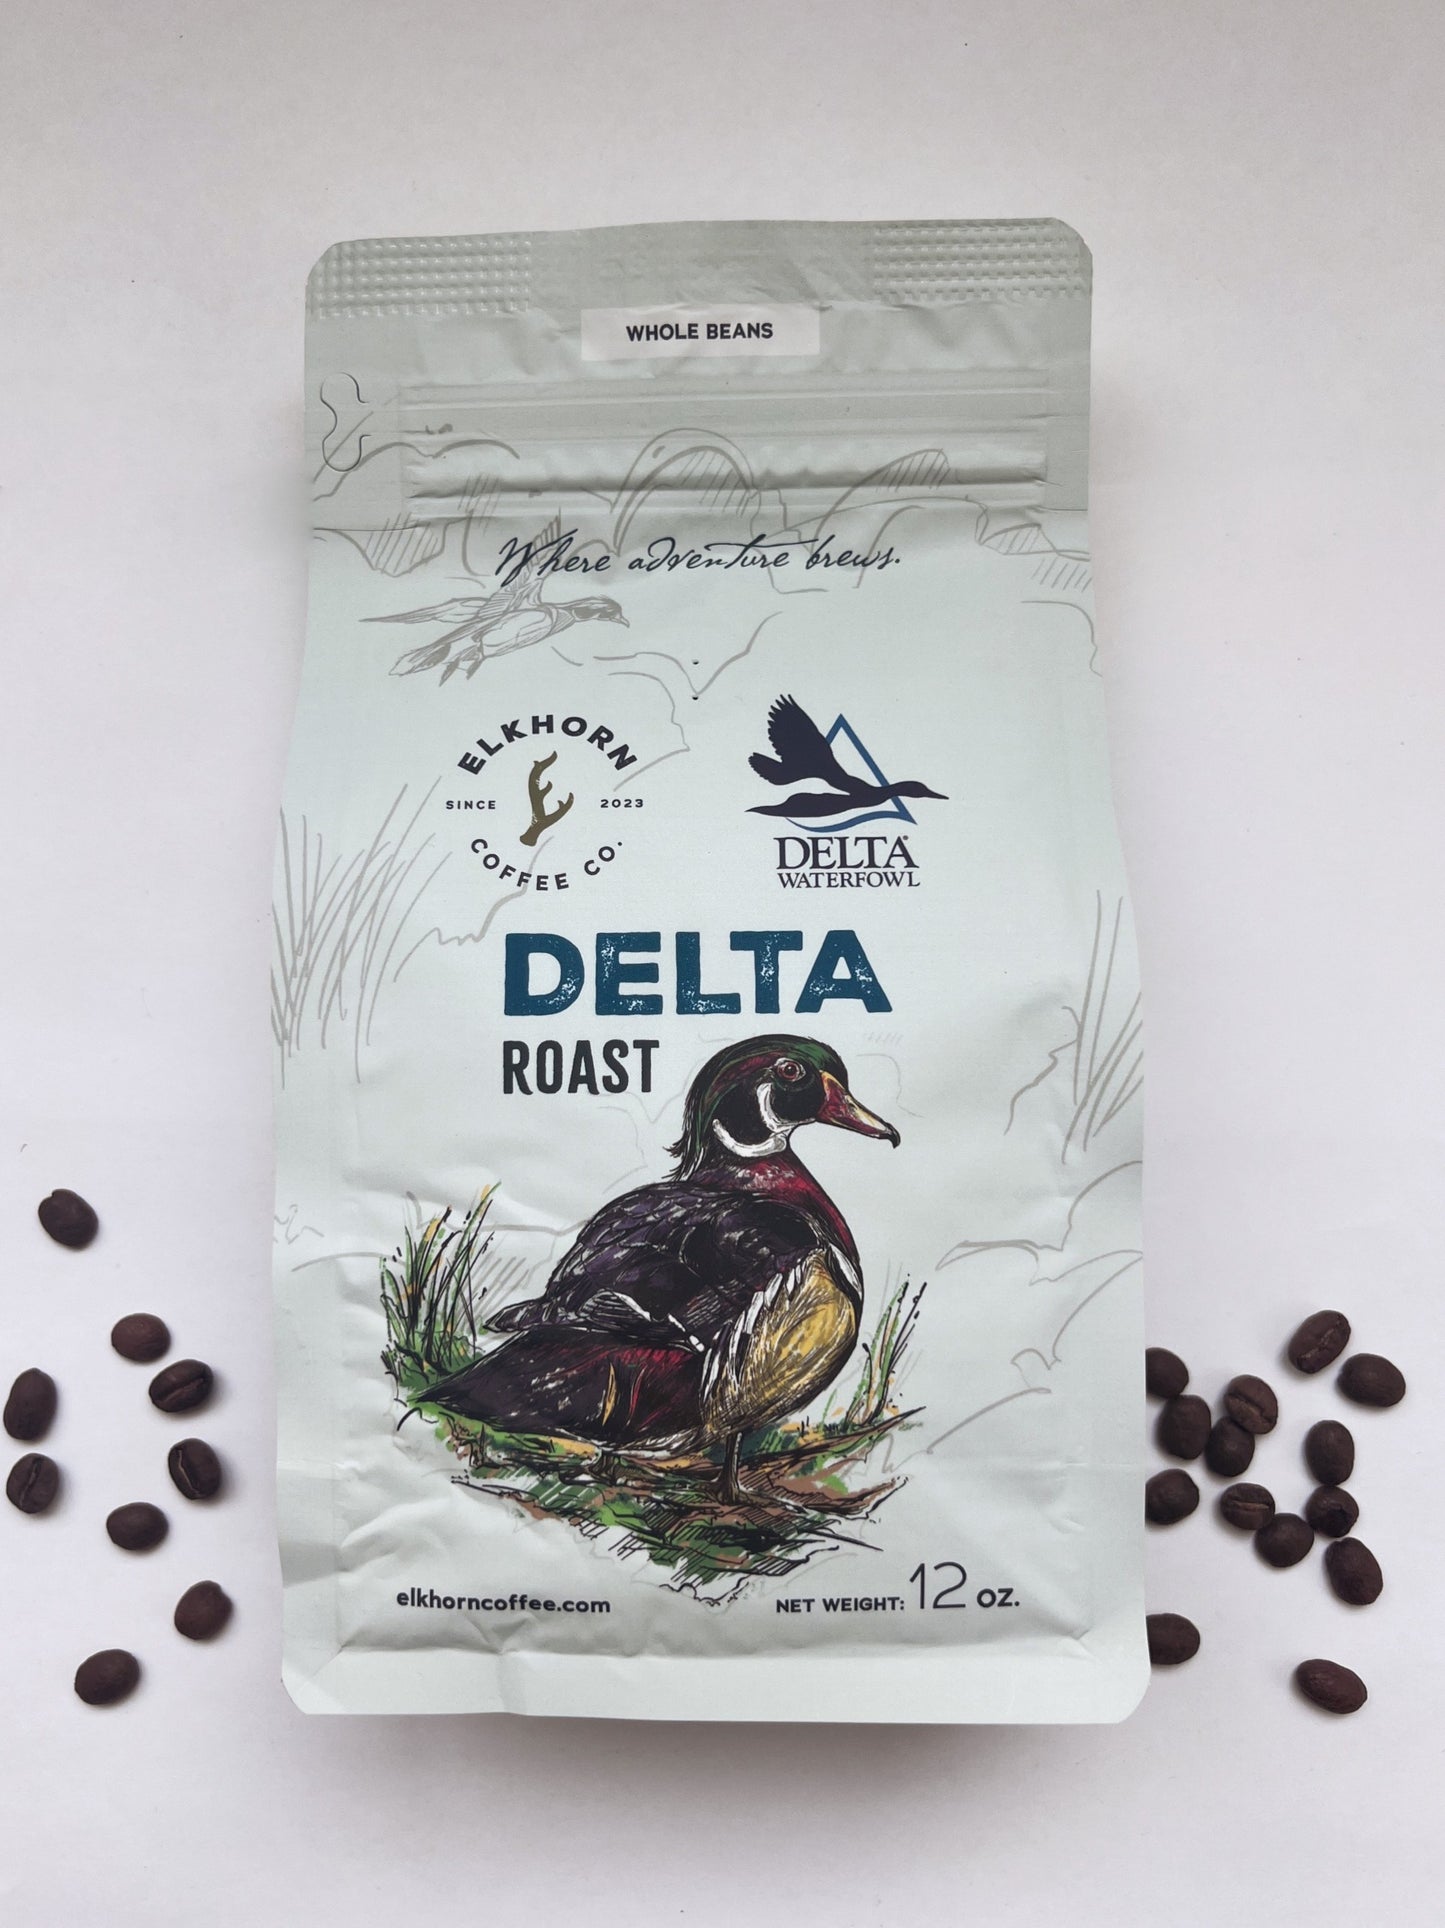 WHOLE BEANS
Where adventure brews.
ELKHORN
SINCE 2023
COFFEE CO.
DELTA®
WATERFOWL
DELTA
ROAST
elkhorncoffee.com
NET WEIGHT: 12 oz.